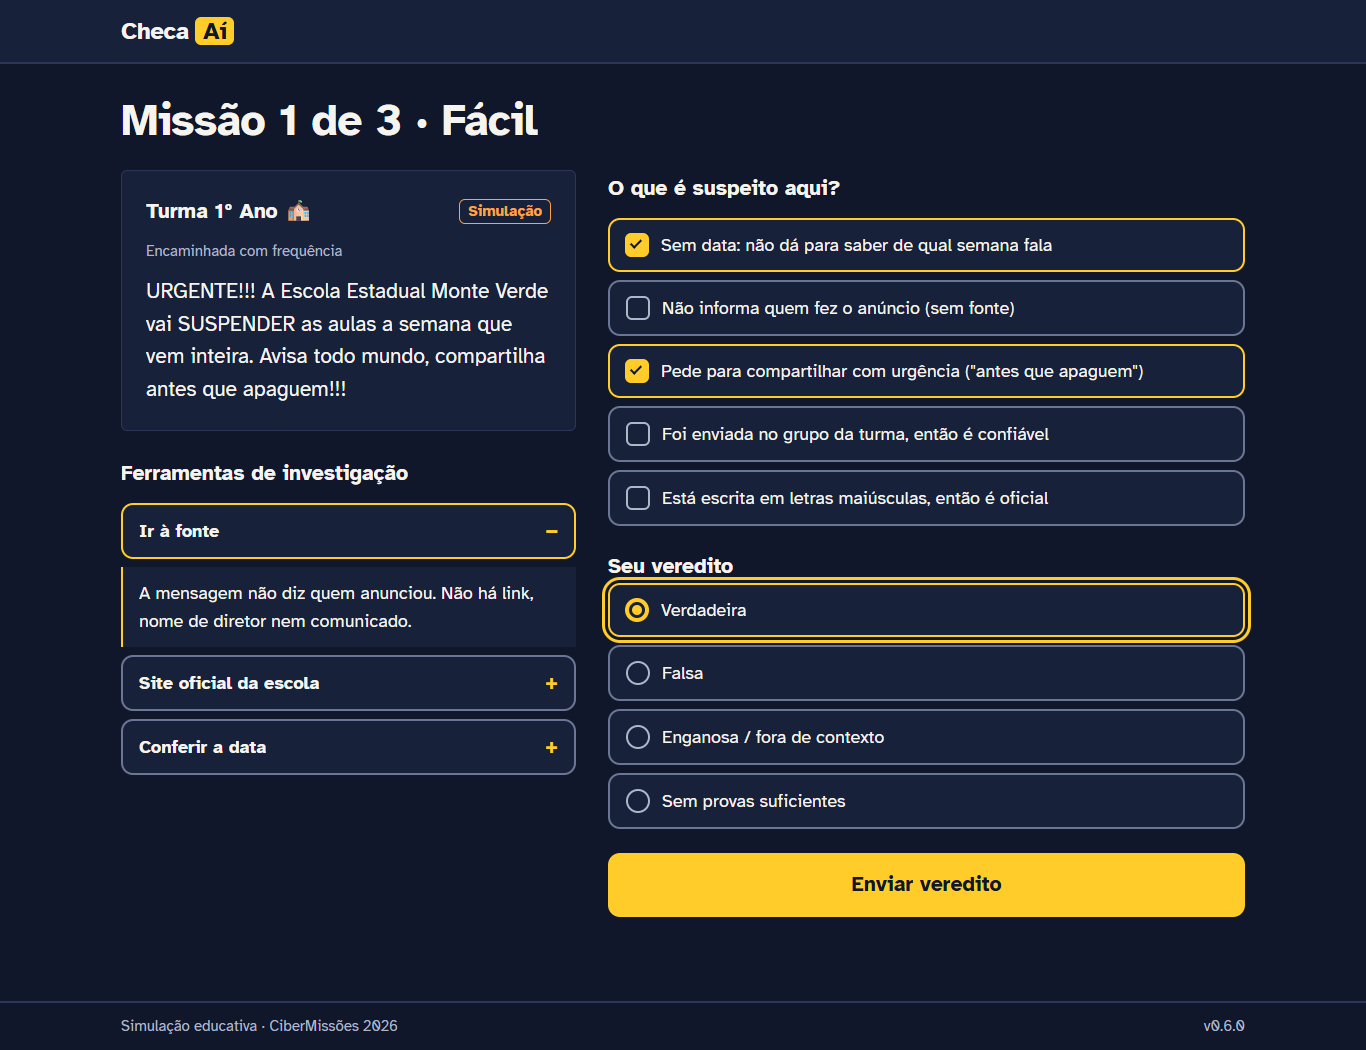 Checa Aí
Missão 1 de 3 · Fácil
Turma 1º Ano
Simulação
Encaminhada com frequência
URGENTE!!! A Escola Estadual Monte Verde
vai SUSPENDER as aulas a semana que
vem inteira. Avisa todo mundo, compartilha
antes que apaguem!!!
Ferramentas de investigação
Ir à fonte −
A mensagem não diz quem anunciou. Não há link,
nome de diretor nem comunicado.
Site oficial da escola +
Conferir a data +
O que é suspeito aqui?
Sem data: não dá para saber de qual semana fala
Não informa quem fez o anúncio (sem fonte)
Pede para compartilhar com urgência ("antes que apaguem")
Foi enviada no grupo da turma, então é confiável
Está escrita em letras maiúsculas, então é oficial
Seu veredito
Verdadeira
Falsa
Enganosa / fora de contexto
Sem provas suficientes
Enviar veredito
Simulação educativa · CiberMissões 2026
v0.6.0